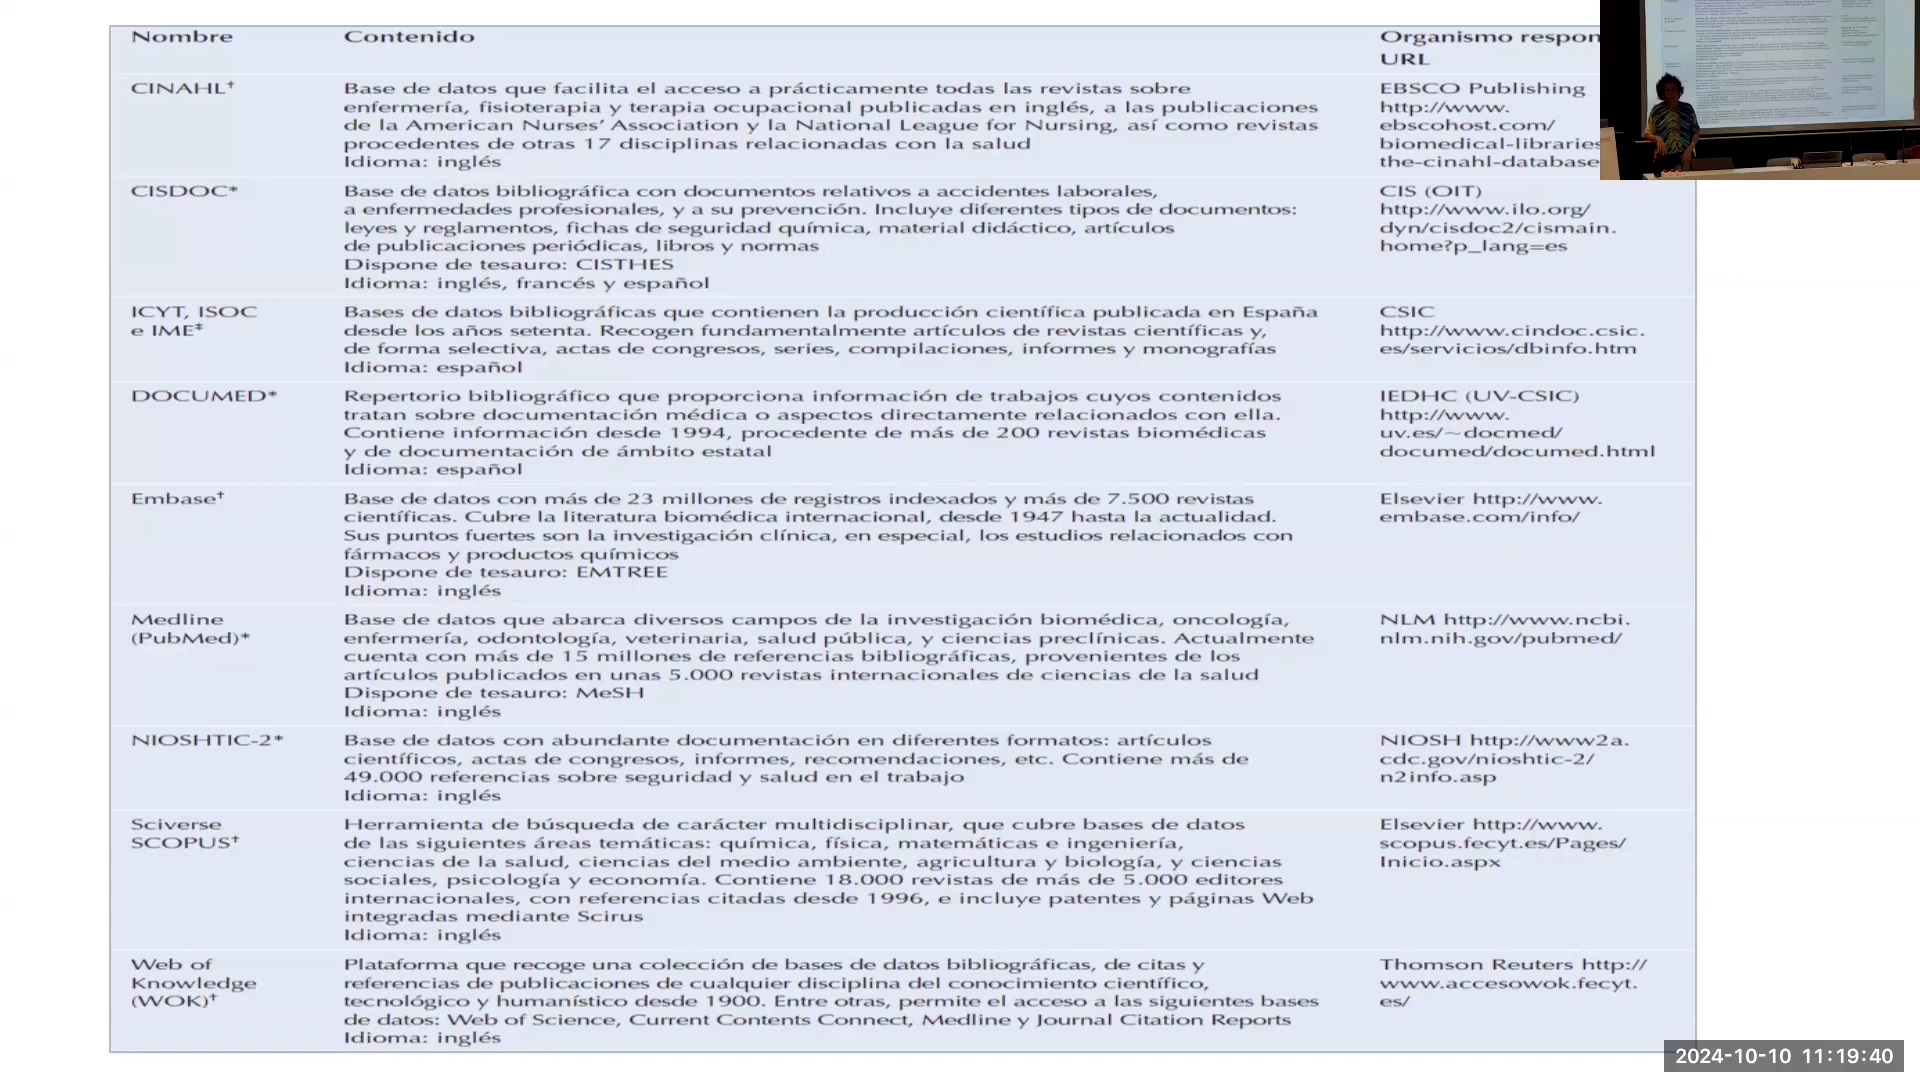 Nombre
Contenido
Organismo respon
URL
CINAHL†
Base de datos que facilita el acceso a prácticamente todas las revistas sobre
enfermería, fisioterapia y terapia ocupacional publicadas en inglés, a las publicaciones
de la American Nurses’ Association y la National League for Nursing, así como revistas
procedentes de otras 17 disciplinas relacionadas con la salud
Idioma: inglés
EBSCO Publishing
http://www.
ebscohost.com/
biomedical-libraries
the-cinahl-database
CISDOC*
Base de datos bibliográfica con documentos relativos a accidentes laborales,
a enfermedades profesionales, y a su prevención. Incluye diferentes tipos de documentos:
leyes y reglamentos, fichas de seguridad química, material didáctico, artículos
de publicaciones periódicas, libros y normas
Dispone de tesauro: CISTHES
Idioma: inglés, francés y español
CIS (OIT)
http://www.ilo.org/
dyn/cisdoc2/cismain.
home?p_lang=es
ICYT, ISOC
e IME‡
Bases de datos bibliográficas que contienen la producción científica publicada en España
desde los años setenta. Recogen fundamentalmente artículos de revistas científicas y,
de forma selectiva, actas de congresos, series, compilaciones, informes y monografías
Idioma: español
CSIC
http://www.cindoc.csic.
es/servicios/dbinfo.htm
DOCUMED*
Repertorio bibliográfico que proporciona información de trabajos cuyos contenidos
tratan sobre documentación médica o aspectos directamente relacionados con ella.
Contiene información desde 1994, procedente de más de 200 revistas biomédicas
y de documentación de ámbito estatal
Idioma: español
IEDHC (UV-CSIC)
http://www.
uv.es/~docmed/
documed/documed.html
Embase†
Base de datos con más de 23 millones de registros indexados y más de 7.500 revistas
científicas. Cubre la literatura biomédica internacional, desde 1947 hasta la actualidad.
Sus puntos fuertes son la investigación clínica, en especial, los estudios relacionados con
fármacos y productos químicos
Dispone de tesauro: EMTREE
Idioma: inglés
Elsevier http://www.
embase.com/info/
Medline
(PubMed)*
Base de datos que abarca diversos campos de la investigación biomédica, oncología,
enfermería, odontología, veterinaria, salud pública, y ciencias preclínicas. Actualmente
cuenta con más de 15 millones de referencias bibliográficas, provenientes de los
artículos publicados en unas 5.000 revistas internacionales de ciencias de la salud
Dispone de tesauro: MeSH
Idioma: inglés
NLM http://www.ncbi.
nlm.nih.gov/pubmed/
NIOSHTIC-2*
Base de datos con abundante documentación en diferentes formatos: artículos
científicos, actas de congresos, informes, recomendaciones, etc. Contiene más de
49.000 referencias sobre seguridad y salud en el trabajo
Idioma: inglés
NIOSH http://www2a.
cdc.gov/nioshtic-2/
n2info.asp
Sciverse
SCOPUS†
Herramienta de búsqueda de carácter multidisciplinar, que cubre bases de datos
de las siguientes áreas temáticas: química, física, matemáticas e ingeniería,
ciencias de la salud, ciencias del medio ambiente, agricultura y biología, y ciencias
sociales, psicología y economía. Contiene 18.000 revistas de más de 5.000 editores
internacionales, con referencias citadas desde 1996, e incluye patentes y páginas Web
integradas mediante Scirus
Idioma: inglés
Elsevier http://www.
scopus.fecyt.es/Pages/
Inicio.aspx
Web of
Knowledge
(WOK)†
Plataforma que recoge una colección de bases de datos bibliográficas, de citas y
referencias de publicaciones de cualquier disciplina del conocimiento científico,
tecnológico y humanístico desde 1900. Entre otras, permite el acceso a las siguientes bases
de datos: Web of Science, Current Contents Connect, Medline y Journal Citation Reports
Idioma: inglés
Thomson Reuters http://
www.accesowok.fecyt.
es/
2024-10-10 11:19:40